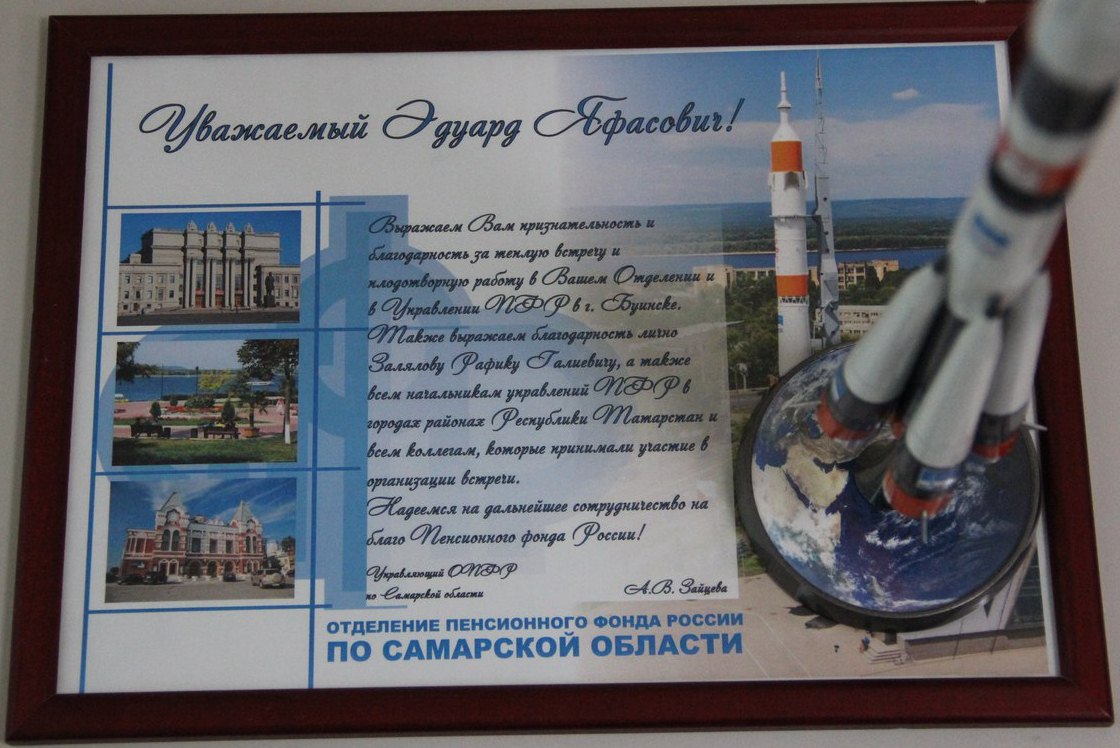 Уважаемый Эдуард Яфасович!
Выражаем Вам признательность и
благодарность за теплую встречу и
плодотворную работу в Вашем Отделении и
в Управлении ПФР в г. Буинске.
Также выражаем благодарность лично
Залялову Рафику Галиевичу, а также
всем начальникам управлений ПФР в
городах районах Республики Татарстан и
всем коллегам, которые принимали участие в
организации встречи.
Надеемся на дальнейшее сотрудничество на
благо Пенсионного фонда России!
Управляющий ОПФР
по Самарской области
А.В. Зайцева
ОТДЕЛЕНИЕ ПЕНСИОННОГО ФОНДА РОССИИ
ПО САМАРСКОЙ ОБЛАСТИ